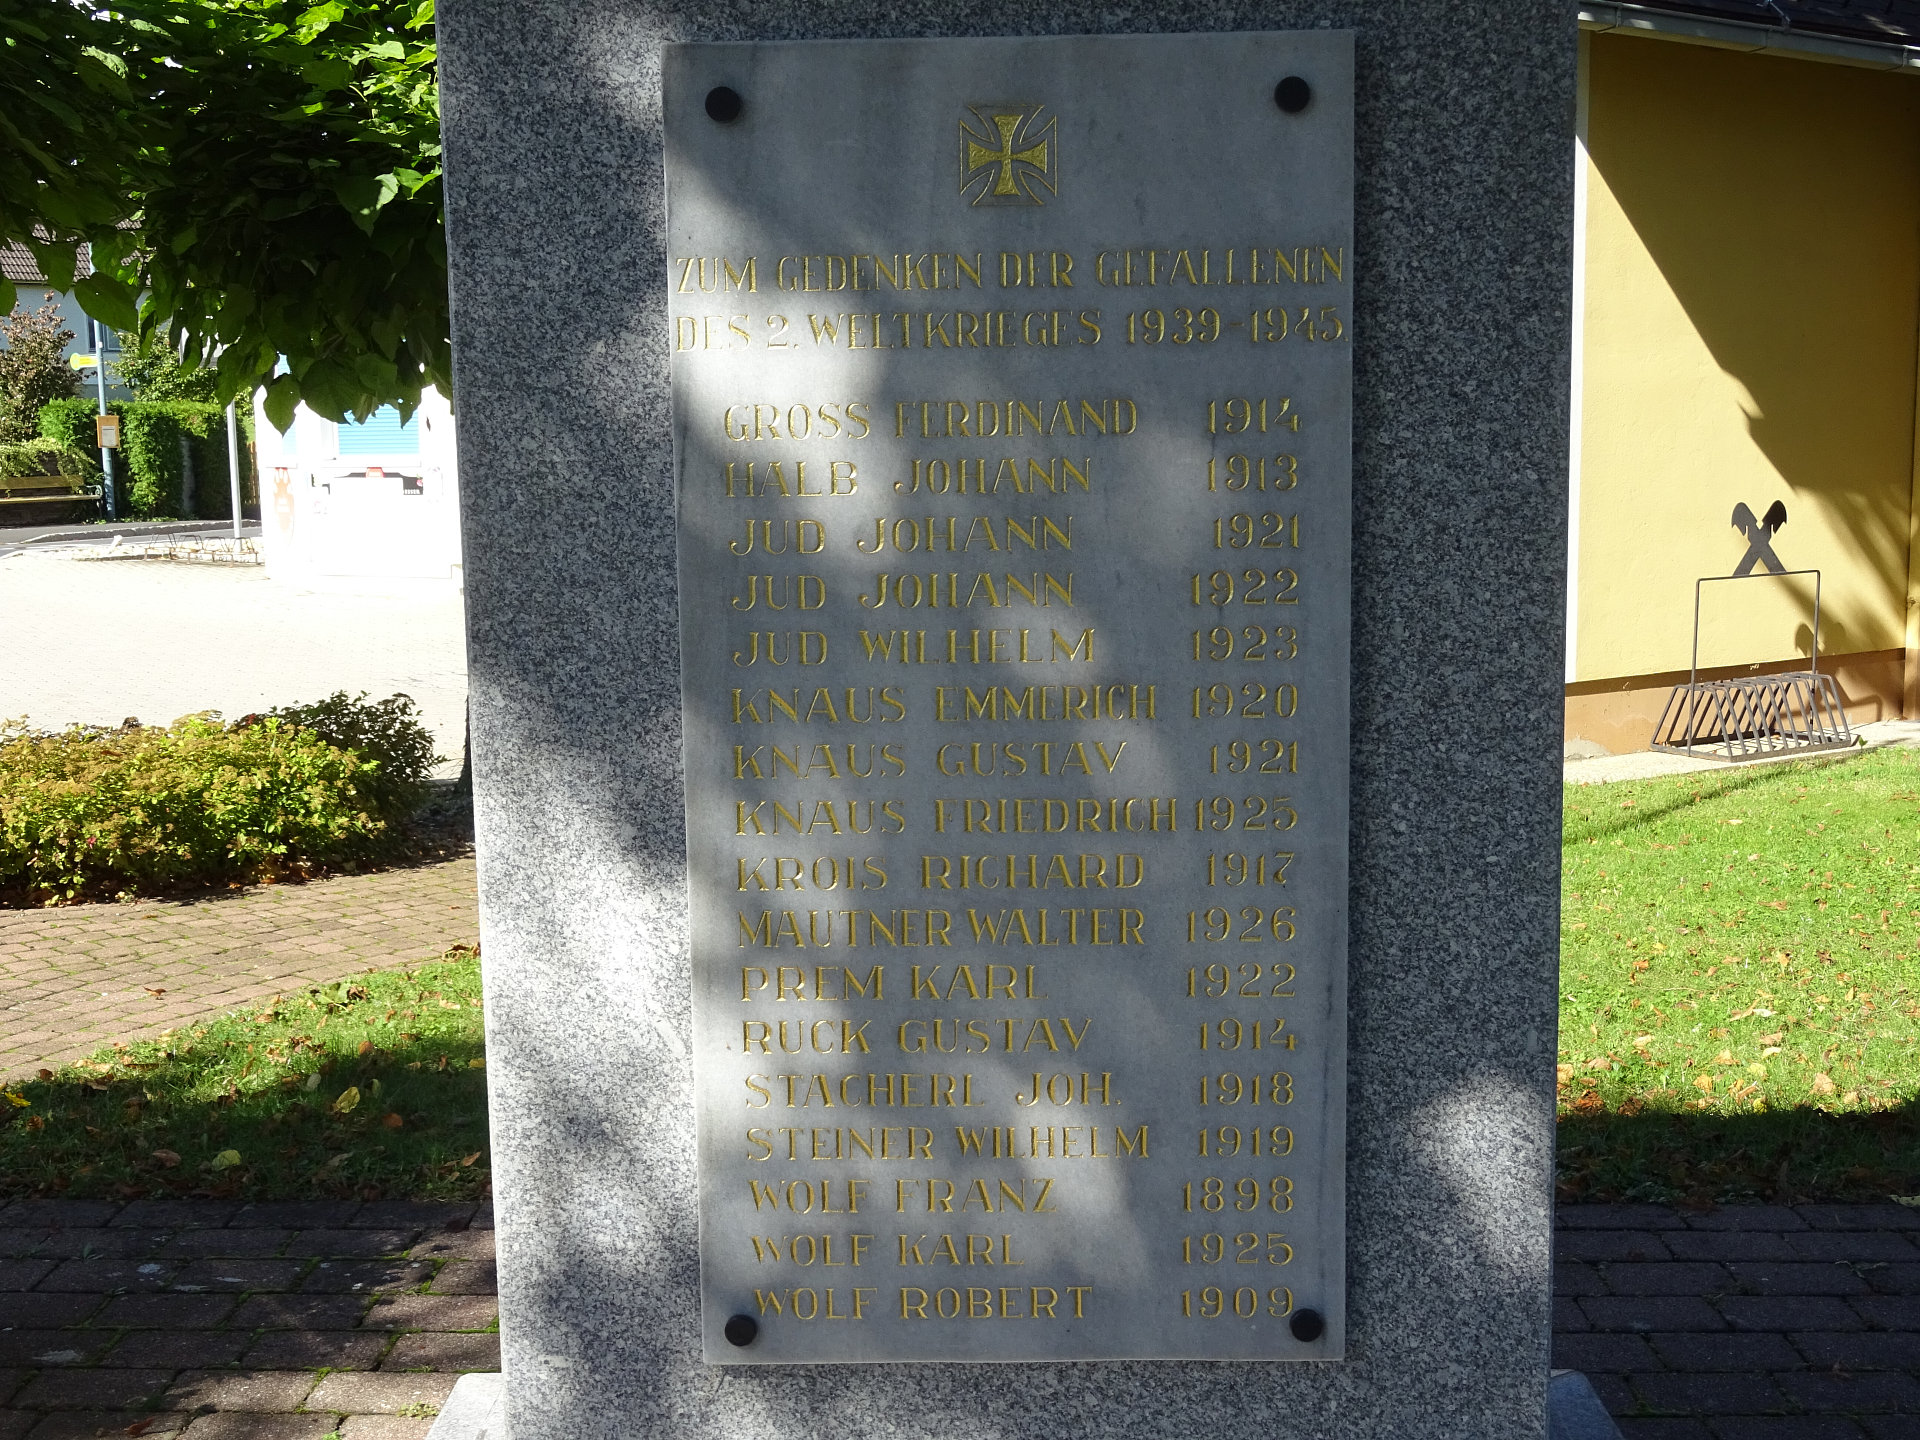 ZUM GEDENKEN DER GEFALLENEN
DES 2. WELTKRIEGES 1939-1945.
GROSS FERDINAND 1914
HALB JOHANN 1913
JUD JOHANN 1921
JUD JOHANN 1922
JUD WILHELM 1923
KNAUS EMMERICH 1920
KNAUS GUSTAV 1921
KNAUS FRIEDRICH 1925
KROIS RICHARD 1917
MAUTNER WALTER 1926
PREM KARL 1922
RUCK GUSTAV 1914
STACHERL JOH. 1918
STEINER WILHELM 1919
WOLF FRANZ 1898
WOLF KARL 1925
WOLF ROBERT 1909